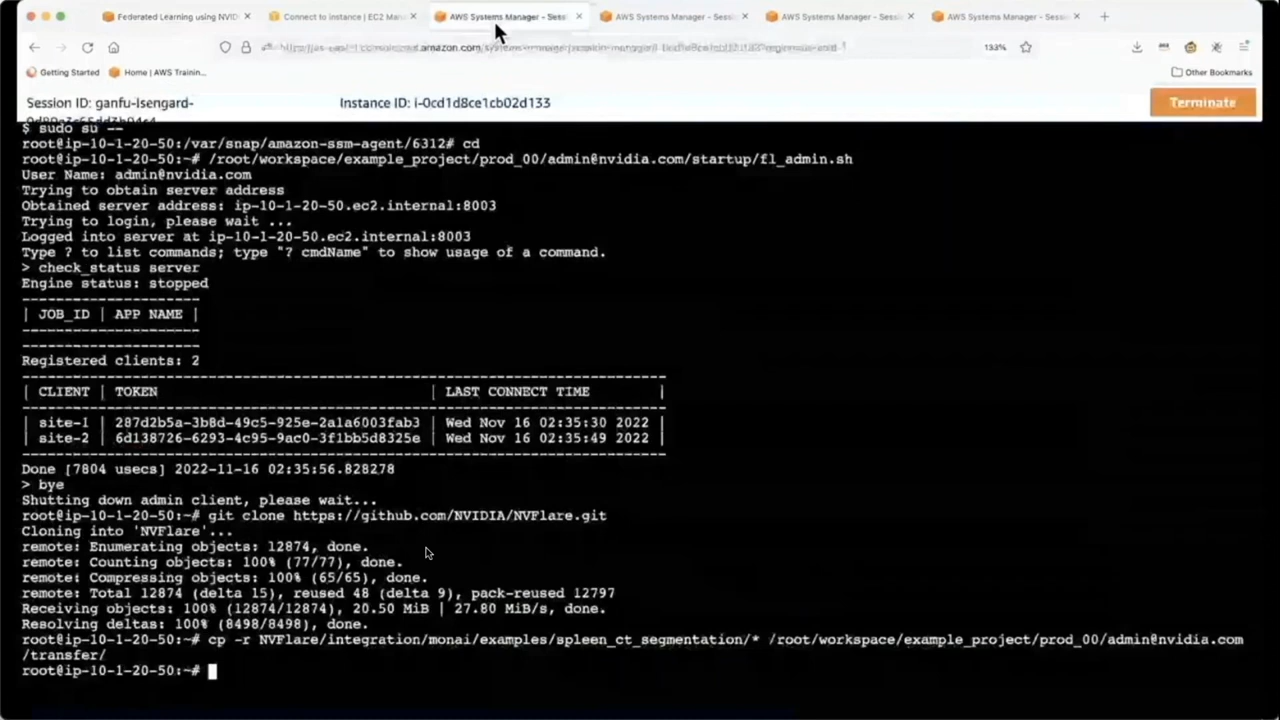 Federated Learning using NVIDI
Connect to instance | EC2 Man
AWS Systems Manager - Sessi
AWS Systems Manager - Sessi
AWS Systems Manager - Sessi
AWS Systems Manager - Sessi
amazon.com
133%
Getting Started
Home | AWS Trainin...
Other Bookmarks
Session ID: ganfu-isengard-
Instance ID: i-0cd1d8ce1cb02d133
Terminate
$ sudo su --
root@ip-10-1-20-50:/var/snap/amazon-ssm-agent/6312# cd
root@ip-10-1-20-50:~# /root/workspace/example_project/prod_00/admin@nvidia.com/startup/fl_admin.sh
User Name: admin@nvidia.com
Trying to obtain server address
Obtained server address: ip-10-1-20-50.ec2.internal:8003
Trying to login, please wait ...
Logged into server at ip-10-1-20-50.ec2.internal:8003
Type ? to list commands; type "? cmdName" to show usage of a command.
> check_status server
Engine status: stopped
---------------------
| JOB_ID | APP NAME |
---------------------
---------------------
Registered clients: 2
----------------------------------------------------------------------------
| CLIENT | TOKEN | LAST CONNECT TIME |
----------------------------------------------------------------------------
| site-1 | 287d2b5a-3b8d-49c5-925e-2a1a6003fab3 | Wed Nov 16 02:35:30 2022 |
| site-2 | 6d138726-6293-4c95-9ac0-3f1bb5d8325e | Wed Nov 16 02:35:49 2022 |
----------------------------------------------------------------------------
Done [7804 usecs] 2022-11-16 02:35:56.828278
> bye
Shutting down admin client, please wait...
root@ip-10-1-20-50:~# git clone https://github.com/NVIDIA/NVFlare.git
Cloning into 'NVFlare'...
remote: Enumerating objects: 12874, done.
remote: Counting objects: 100% (77/77), done.
remote: Compressing objects: 100% (65/65), done.
remote: Total 12874 (delta 15), reused 48 (delta 9), pack-reused 12797
Receiving objects: 100% (12874/12874), 20.50 MiB | 27.80 MiB/s, done.
Resolving deltas: 100% (8498/8498), done.
root@ip-10-1-20-50:~# cp -r NVFlare/integration/monai/examples/spleen_ct_segmentation/* /root/workspace/example_project/prod_00/admin@nvidia.com
/transfer/
root@ip-10-1-20-50:~#